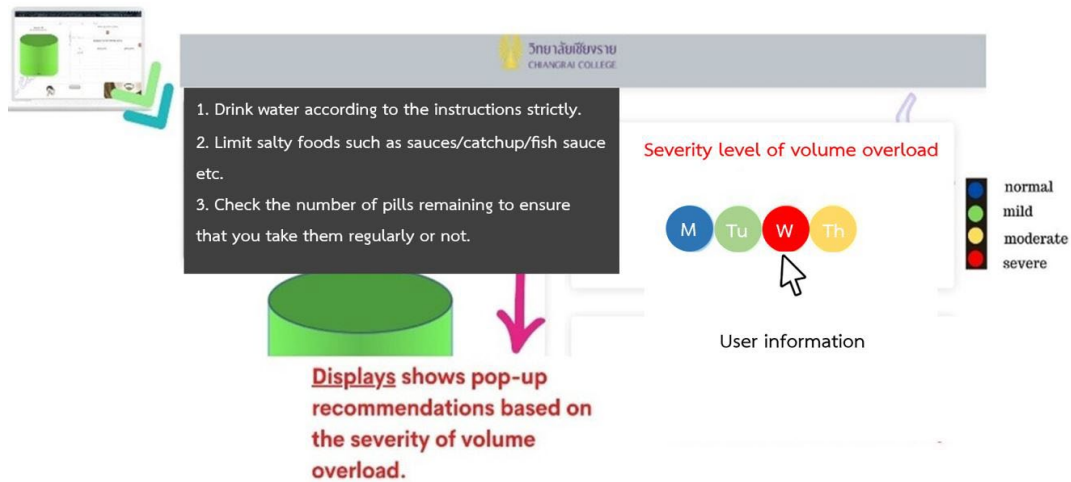 วิทยาลัยเชียงราย
CHIANGRAI COLLEGE
1. Drink water according to the instructions strictly.
2. Limit salty foods such as sauces/catchup/fish sauce
etc.
3. Check the number of pills remaining to ensure
that you take them regularly or not.
Severity level of volume overload
M Tu W Th
normal
mild
moderate
severe
User information
Displays shows pop-up
recommendations based on
the severity of volume
overload.